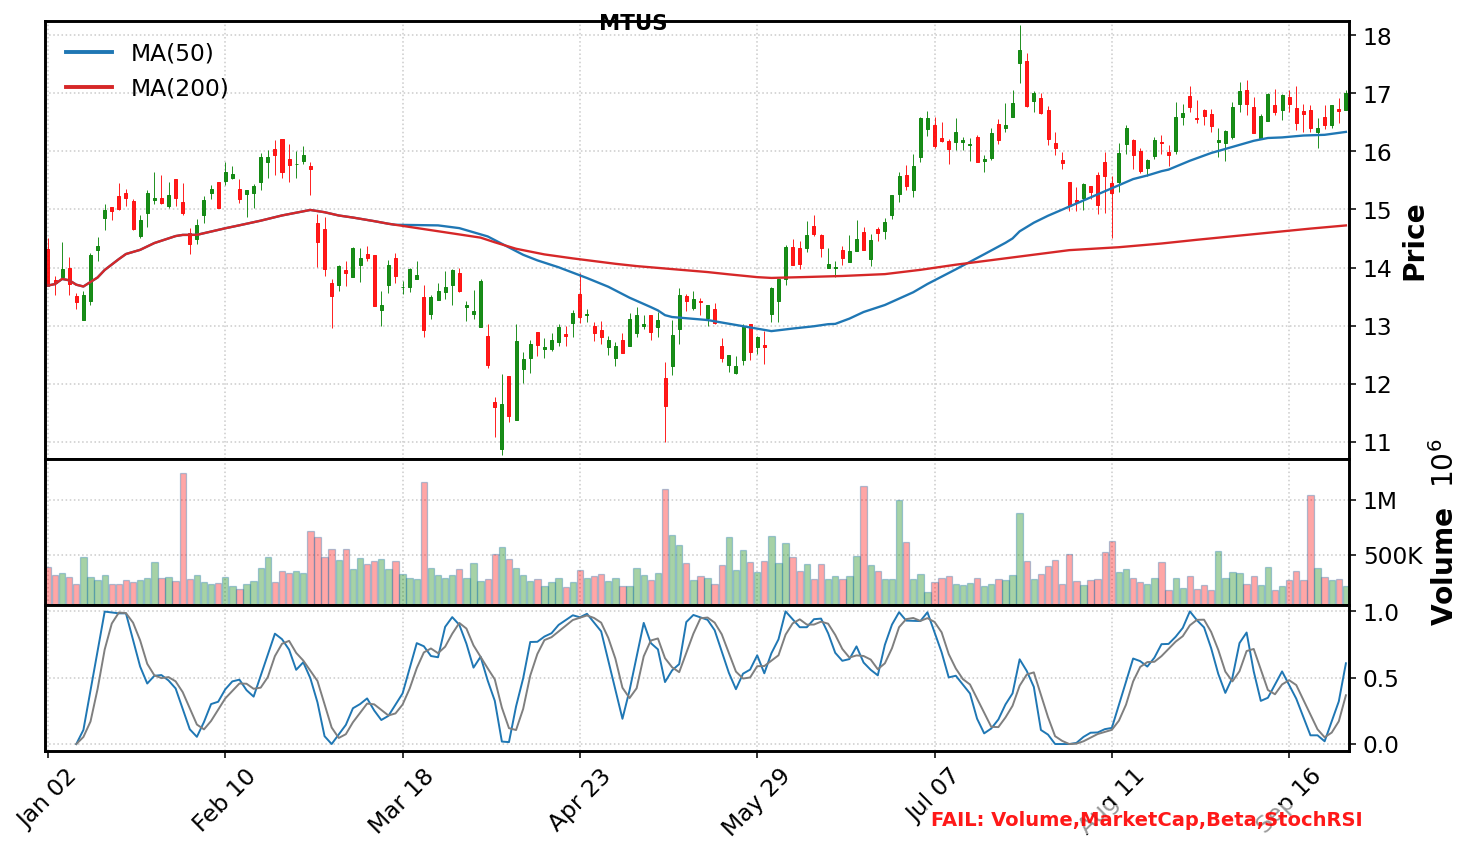 MTUS
MA(50)
MA(200)
18
17
16
15
14
13
12
11
Price
10⁶
1M
500K
Volume
1.0
0.5
0.0
Jan 02
Feb 10
Mar 18
Apr 23
May 29
Jul 07
Aug 11
Sep 16
FAIL: Volume,MarketCap,Beta,StochRSI